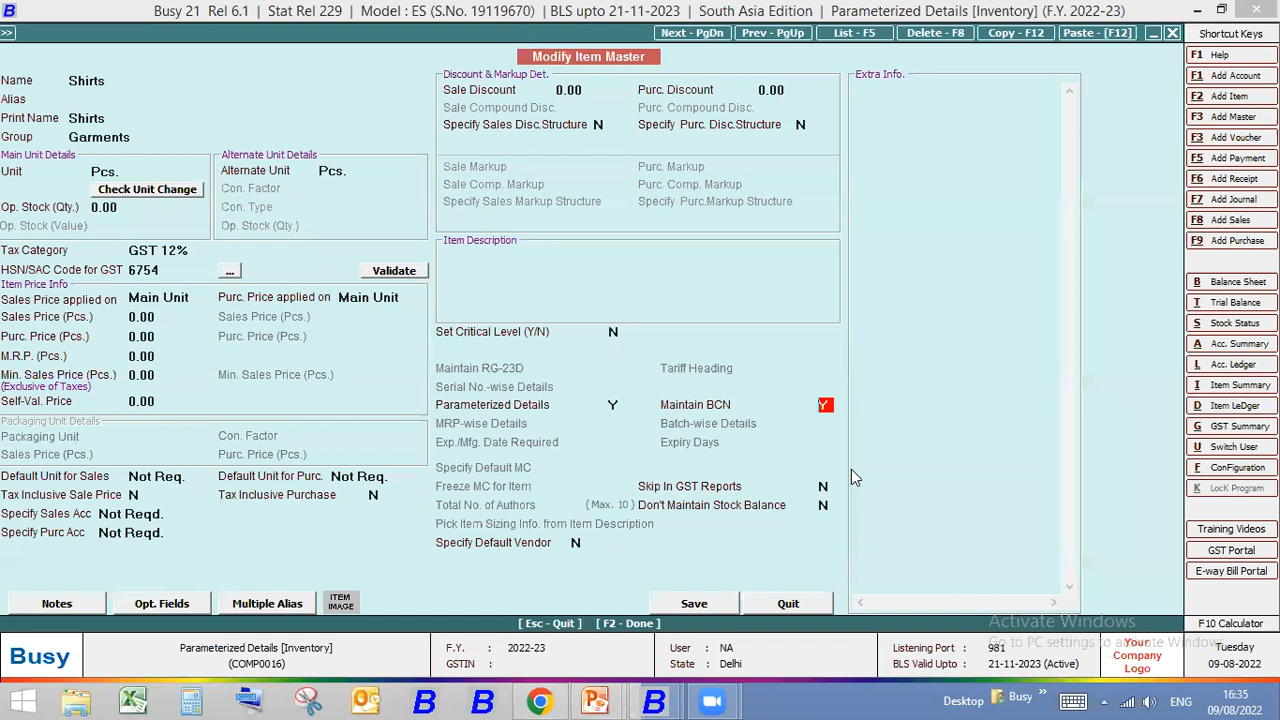 Busy 21 Rel 6.1 | Stat Rel 229 | Model : ES (S.No. 19119670) | BLS upto 21-11-2023 | South Asia Edition | Parameterized Details [Inventory] (F.Y. 2022-23)
>> Next - PgDn Prev - PgUp List - F5 Delete - F8 Copy - F12 Paste - [F12] Shortcut Keys
Modify Item Master
Name Shirts
Alias
Print Name Shirts
Group Garments
Main Unit Details
Unit Pcs.
Check Unit Change
Op. Stock (Qty.) 0.00
Op. Stock (Value)
Alternate Unit Details
Alternate Unit Pcs.
Con. Factor
Con. Type
Op. Stock (Qty.)
Tax Category GST 12%
HSN/SAC Code for GST 6754 ... Validate
Item Price Info
Sales Price applied on Main Unit Purc. Price applied on Main Unit
Sales Price (Pcs.) 0.00 Sales Price (Pcs.)
Purc. Price (Pcs.) 0.00 Purc. Price (Pcs.)
M.R.P. (Pcs.) 0.00
Min. Sales Price (Pcs.) 0.00 Min. Sales Price (Pcs.)
(Exclusive of Taxes)
Self-Val. Price 0.00
Packaging Unit Details
Packaging Unit Con. Factor
Sales Price (Pcs.) Purc. Price (Pcs.)
Default Unit for Sales Not Req. Default Unit for Purc. Not Req.
Tax Inclusive Sale Price N Tax Inclusive Purchase N
Specify Sales Acc Not Reqd.
Specify Purc Acc Not Reqd.
Notes Opt. Fields Multiple Alias ITEM IMAGE
Discount & Markup Det.
Sale Discount 0.00 Purc. Discount 0.00
Sale Compound Disc. Purc. Compound Disc.
Specify Sales Disc.Structure N Specify Purc. Disc.Structure N
Sale Markup Purc. Markup
Sale Comp. Markup Purc. Comp. Markup
Specify Sales Markup Structure Specify Purc.Markup Structure
Item Description
Set Critical Level (Y/N) N
Maintain RG-23D Tariff Heading
Serial No.-wise Details
Parameterized Details Y Maintain BCN Y
MRP-wise Details Batch-wise Details
Exp./Mfg. Date Required Expiry Days
Specify Default MC
Freeze MC for Item Skip In GST Reports N
Total No. of Authors (Max. 10) Don't Maintain Stock Balance N
Pick Item Sizing Info. from Item Description
Specify Default Vendor N
Save Quit
Extra Info.
F1 Help
F1 Add Account
F2 Add Item
F3 Add Master
F3 Add Voucher
F5 Add Payment
F6 Add Receipt
F7 Add Journal
F8 Add Sales
F9 Add Purchase
B Balance Sheet
T Trial Balance
S Stock Status
A Acc. Summary
L Acc. Ledger
I Item Summary
D Item LeDger
G GST Summary
U Switch User
F Configuration
K LocK Program
Training Videos
GST Portal
E-way Bill Portal
F10 Calculator
[ Esc - Quit ] [ F2 - Done ]
Activate Windows
Go to PC settings to activate Windows.
Busy
Parameterized Details [Inventory]
(COMP0016)
F.Y. : 2022-23
GSTIN :
User : NA
State : Delhi
Listening Port : 981
BLS Valid Upto : 21-11-2023 (Active)
Your
Company
Logo
Tuesday
09-08-2022
Desktop Busy ENG 16:35
09/08/2022